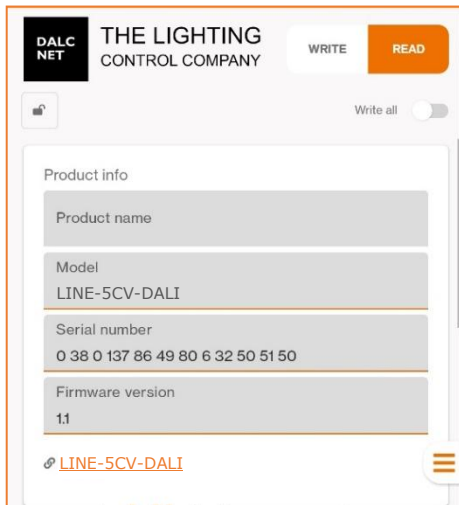 DALC
NET
THE LIGHTING
CONTROL COMPANY
WRITE
READ
Write all
Product info
Product name
Model
LINE-5CV-DALI
Serial number
0 38 0 137 86 49 80 6 32 50 51 50
Firmware version
1.1
LINE-5CV-DALI